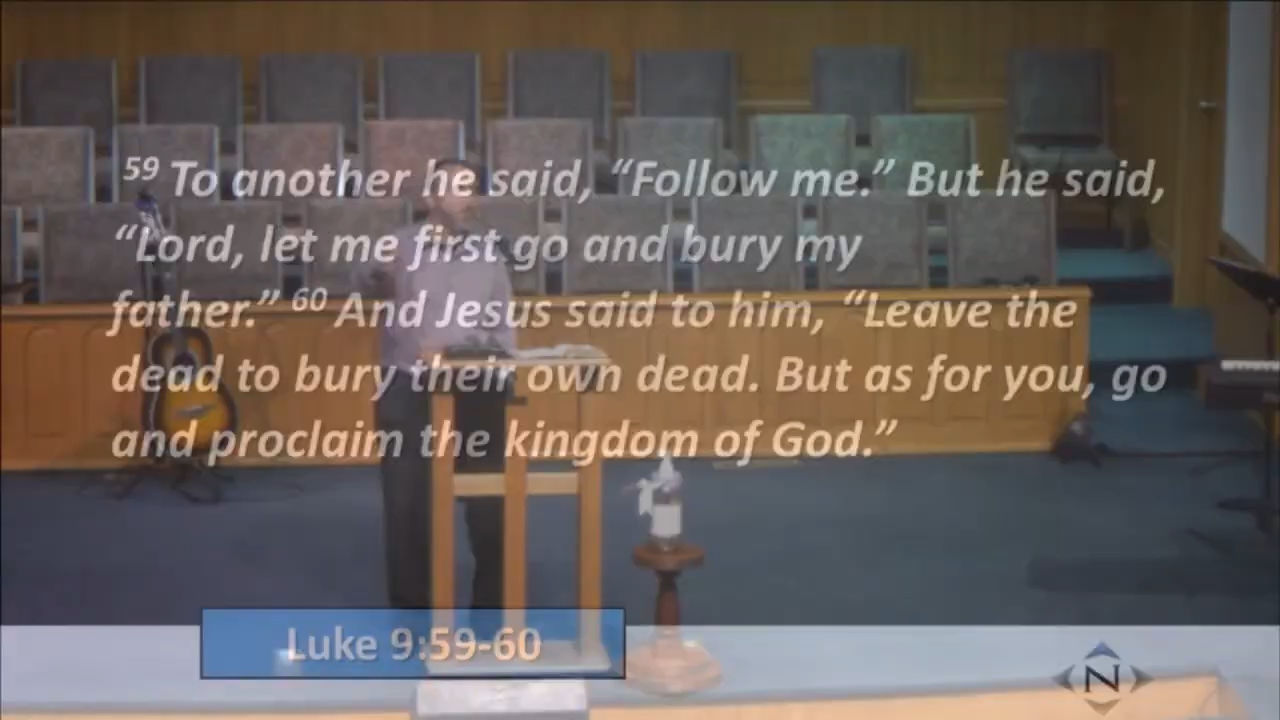 59 To another he said, “Follow me.” But he said,
“Lord, let me first go and bury my
father.” 60 And Jesus said to him, “Leave the
dead to bury their own dead. But as for you, go
and proclaim the kingdom of God.”
Luke 9:59-60
N